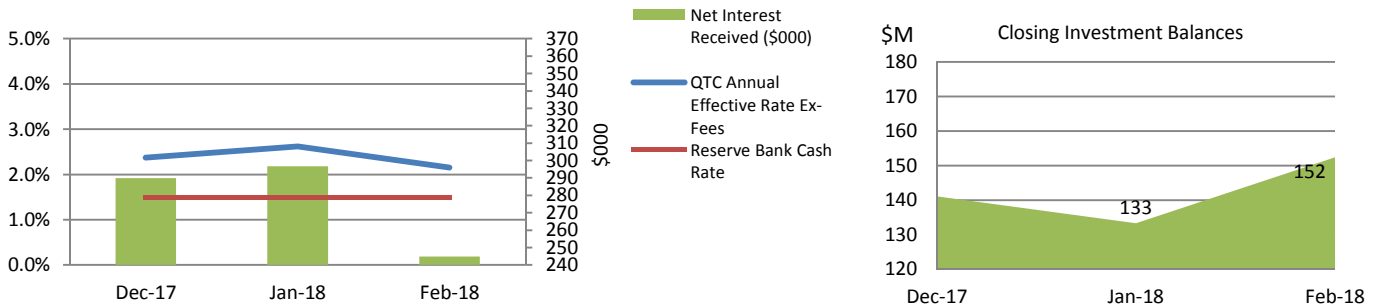 5.0%
4.0%
3.0%
2.0%
1.0%
0.0%
Dec-17
Jan-18
Feb-18
370
360
350
340
330
320
310
300
290
280
270
260
250
240
$000
Net Interest
Received ($000)
QTC Annual
Effective Rate Ex-
Fees
Reserve Bank Cash
Rate
$M
Closing Investment Balances
180
170
160
150
140
130
120
133
152
Dec-17
Jan-18
Feb-18